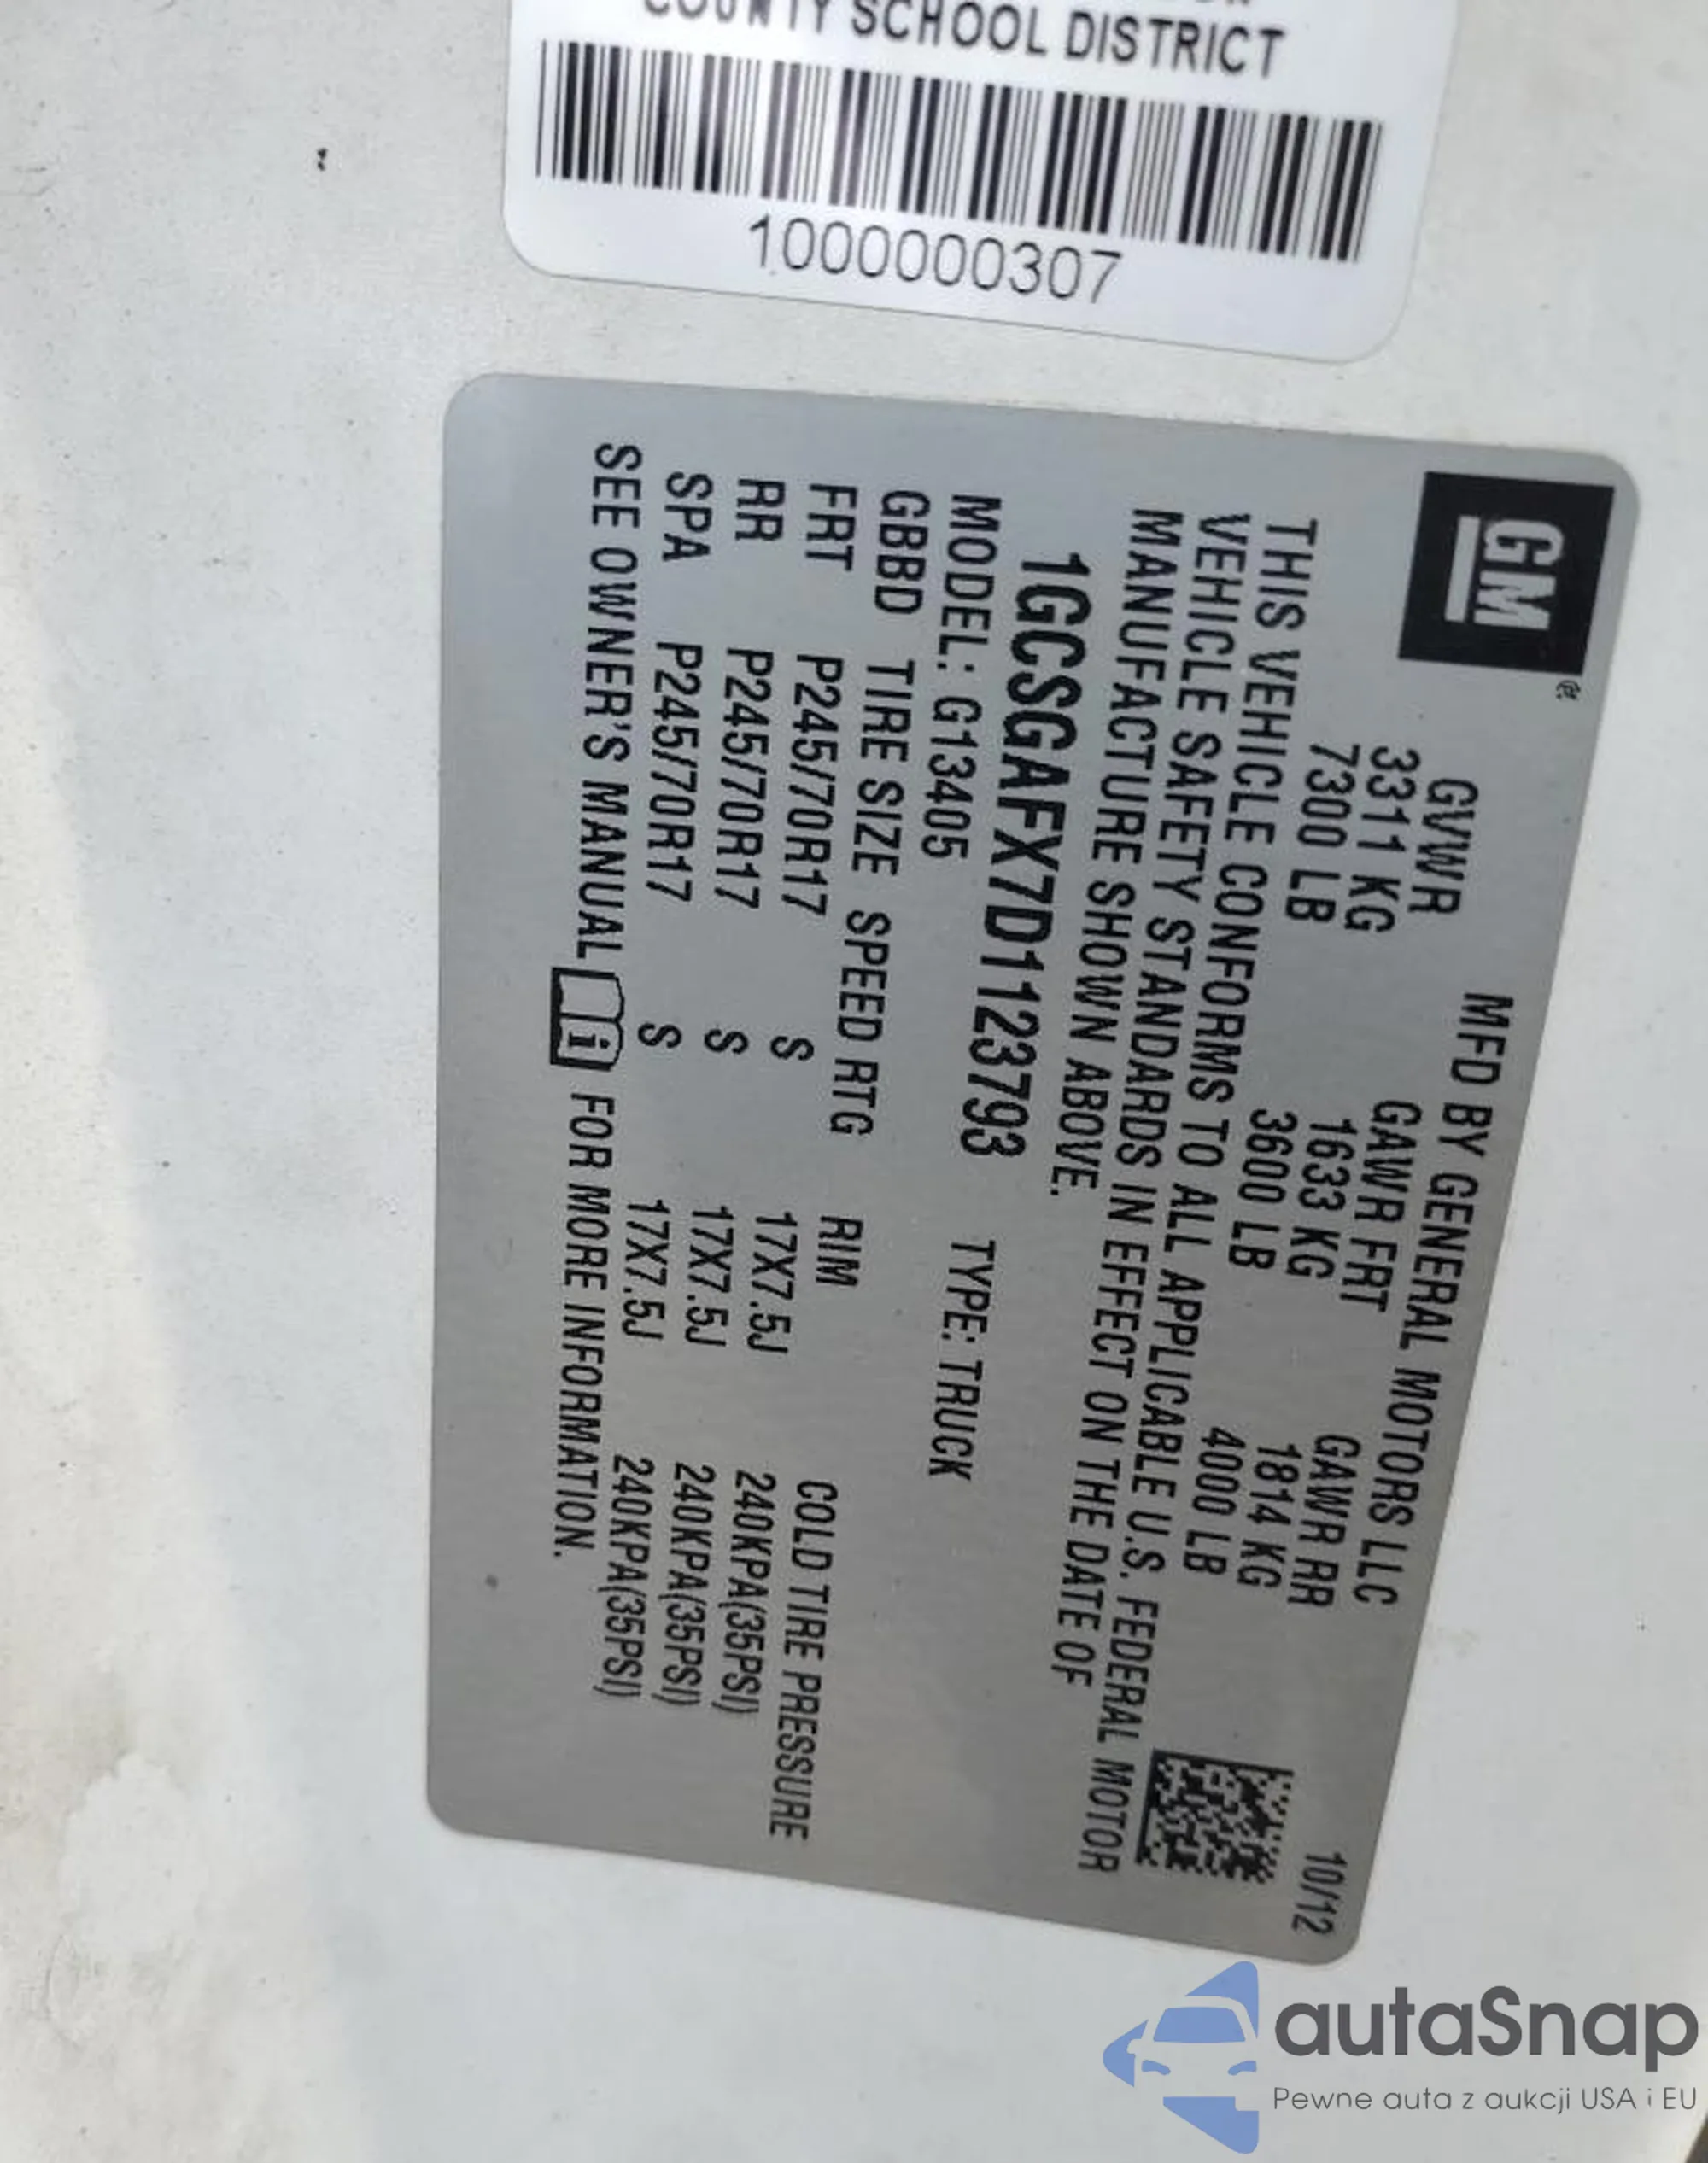 COUNTY SCHOOL DISTRICT
1000000307
GM®
MFD BY GENERAL MOTORS LLC
10/12
GVWR GAWR FRT GAWR RR
3311 KG 1633 KG 1814 KG
7300 LB 3600 LB 4000 LB
THIS VEHICLE CONFORMS TO ALL APPLICABLE U.S. FEDERAL MOTOR
VEHICLE SAFETY STANDARDS IN EFFECT ON THE DATE OF
MANUFACTURE SHOWN ABOVE.
1GCSGAFX7D1123793 TYPE: TRUCK
MODEL: G13405
GBBD TIRE SIZE SPEED RTG RIM COLD TIRE PRESSURE
FRT P245/70R17 S 17X7.5J 240KPA(35PSI)
RR P245/70R17 S 17X7.5J 240KPA(35PSI)
SPA P245/70R17 S 17X7.5J 240KPA(35PSI)
SEE OWNER'S MANUAL i FOR MORE INFORMATION.
autaSnap
Pewne auta z aukcji USA i EU